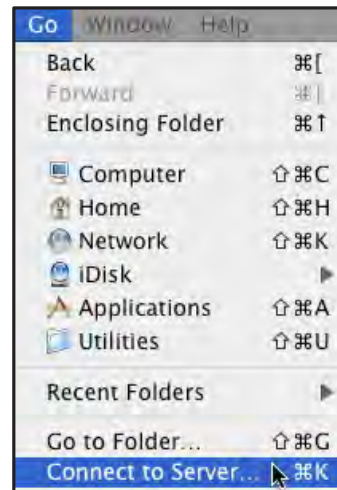 Go Window Help
Back ⌘[
Forward ⌘]
Enclosing Folder ⌘↑
Computer ⇧⌘C
Home ⇧⌘H
Network ⇧⌘K
iDisk
Applications ⇧⌘A
Utilities ⇧⌘U
Recent Folders
Go to Folder... ⇧⌘G
Connect to Server... ⌘K